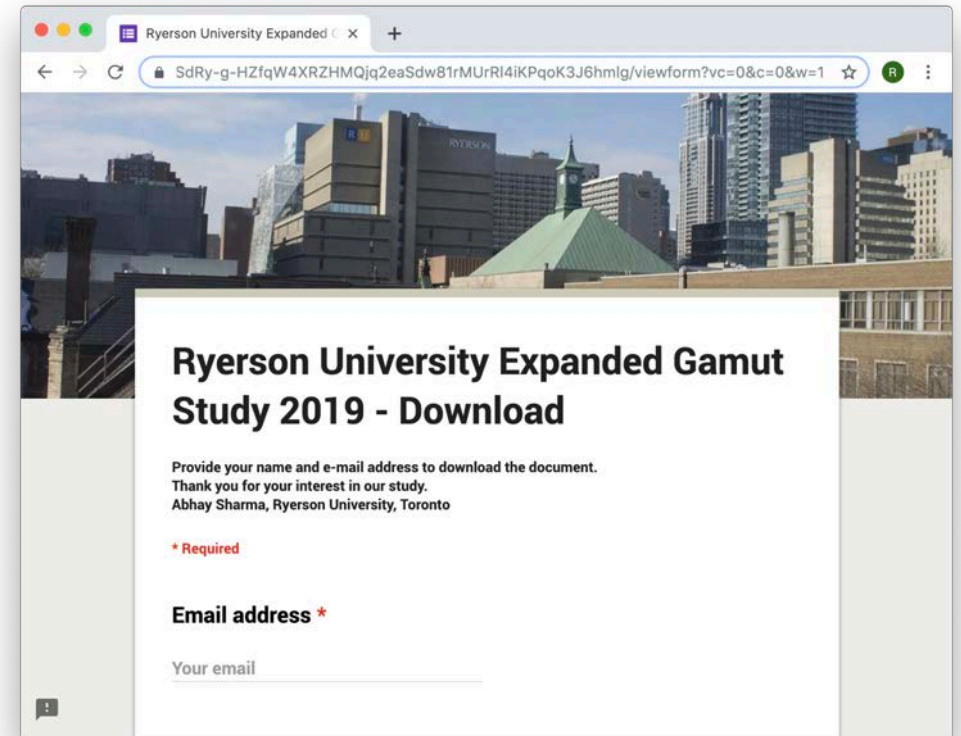 Ryerson University Expanded G
SdRy-g-HZfqW4XRZHMQjq2eaSdw81rMUrRl4iKPqoK3J6hmlg/viewform?vc=0&c=0&w=1
R
R U
RYERSON
Ryerson University Expanded Gamut
Study 2019 - Download
Provide your name and e-mail address to download the document.
Thank you for your interest in our study.
Abhay Sharma, Ryerson University, Toronto
* Required
Email address *
Your email